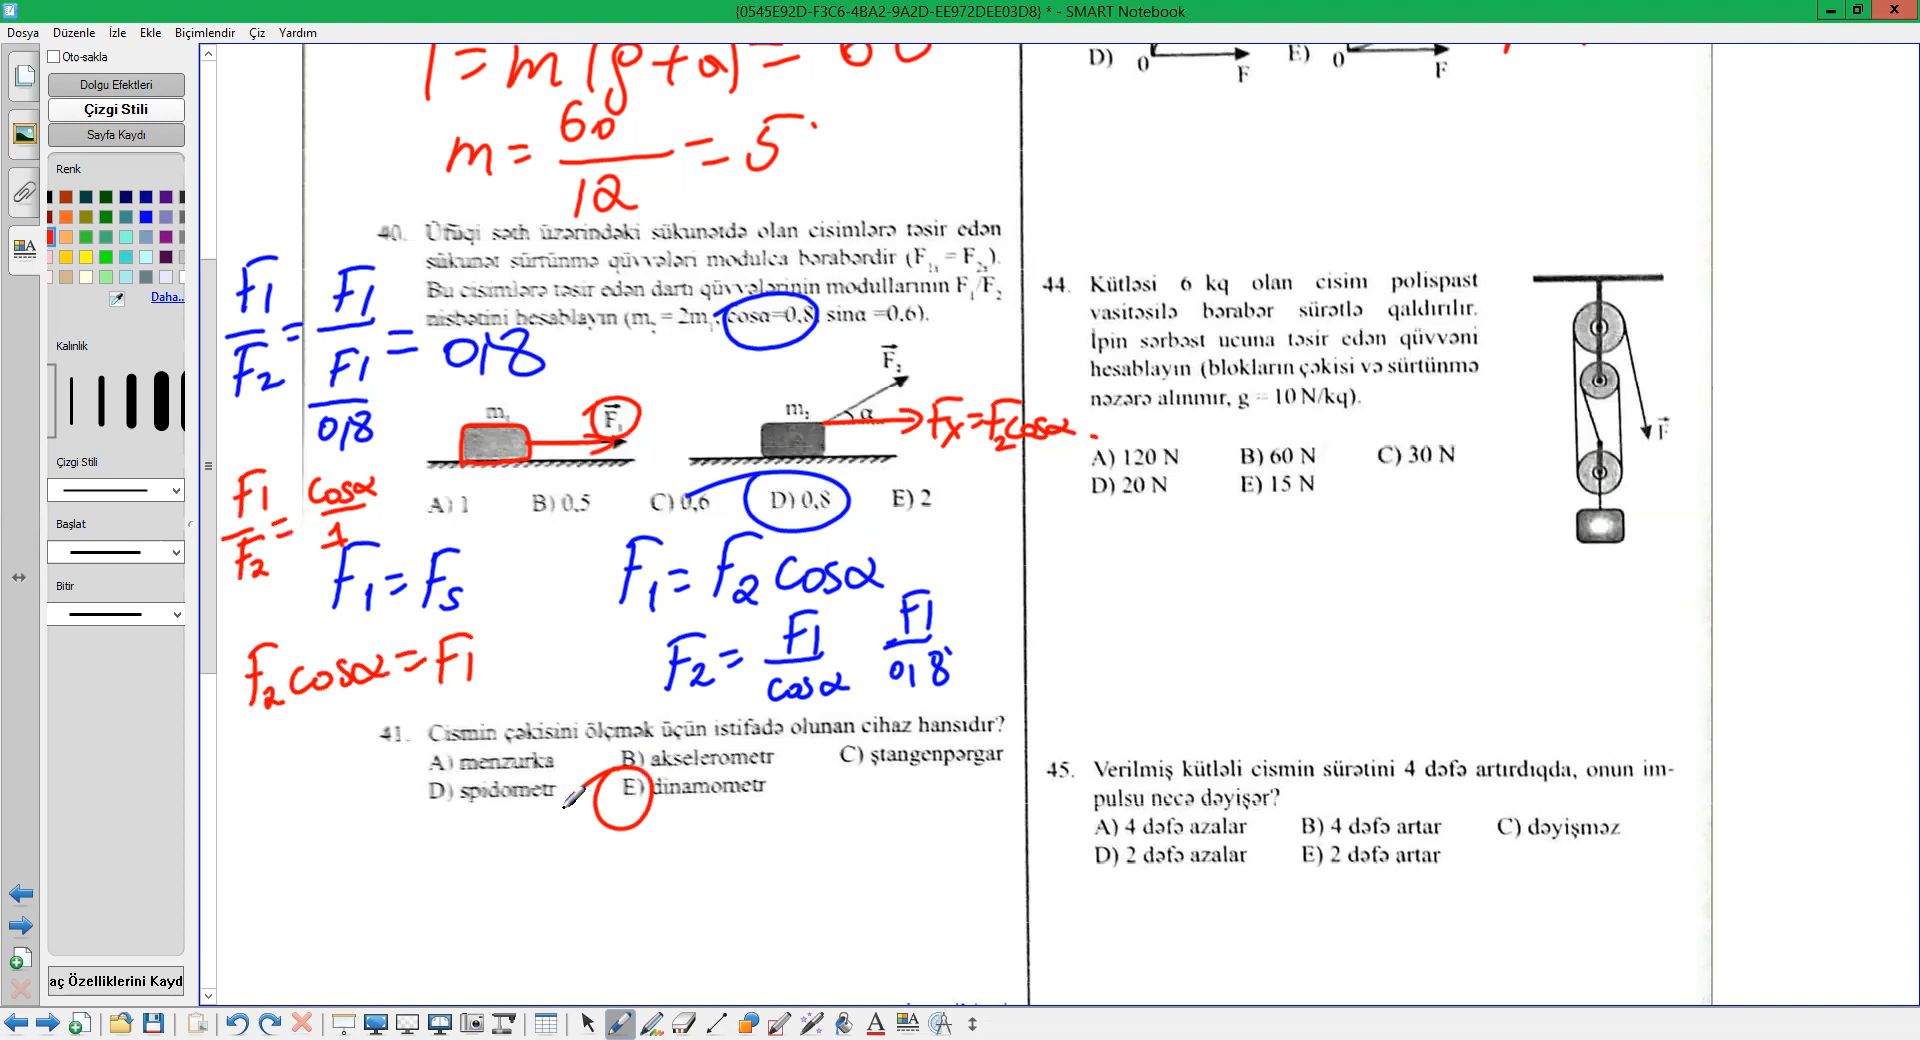 {0545E92D-F3C6-4BA2-9A2D-EE972DEE03D8} * - SMART Notebook
Dosya Düzenle İzle Ekle Biçimlendir Çiz Yardım
Oto-sakla
Dolgu Efektleri
Çizgi Stili
Sayfa Kaydı
Renk
Daha..
Kalınlık
Çizgi Stili
Başlat
Bitir
aç Özelliklerini Kayd
m = 60/12 = 5
40. Üfüqi səth üzərindəki sükunətdə olan cisimlərə təsir edən
sükunət sürtünmə qüvvələri modulca bərabərdir (F₁ₛ = F₂ₛ).
Bu cisimlərə təsir edən dartı qüvvələrinin modullarının F₁/F₂
nisbətini hesablayın (m₂ = 2m₁, cosα=0,8, sinα =0,6).
F1/F2 = F1/(F1/0,8) = 0,8
m₁ F₁
m₂ F₂ α
Fx=F2cosα
A) 1 B) 0,5 C) 0,6 D) 0,8 E) 2
F1/F2 = cosα/1
F1 = Fs
F1 = F2 cosα
F2 cosα = F1
F2 = F1/cosα F1/0,8
41. Cismin çəkisini ölçmək üçün istifadə olunan cihaz hansıdır?
A) menzurka B) akselerometr C) ştangenpərgar
D) spidometr E) dinamometr
D) 0 F E) 0 F
44. Kütləsi 6 kq olan cisim polispast
vasitəsilə bərabər sürətlə qaldırılır.
İpin sərbəst ucuna təsir edən qüvvəni
hesablayın (blokların çəkisi və sürtünmə
nəzərə alınmır, g = 10 N/kq).
F
A) 120 N B) 60 N C) 30 N
D) 20 N E) 15 N
45. Verilmiş kütləli cismin sürətini 4 dəfə artırdıqda, onun im-
pulsu necə dəyişər?
A) 4 dəfə azalar B) 4 dəfə artar C) dəyişməz
D) 2 dəfə azalar E) 2 dəfə artar